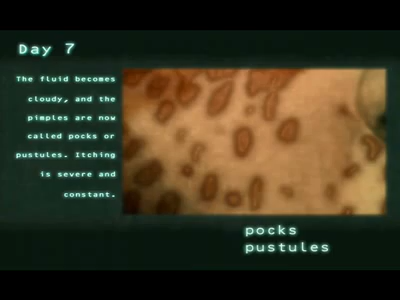 Day 7
The fluid becomes
cloudy, and the
pimples are now
called pocks or
pustules. Itching
is severe and
constant.
pocks
pustules